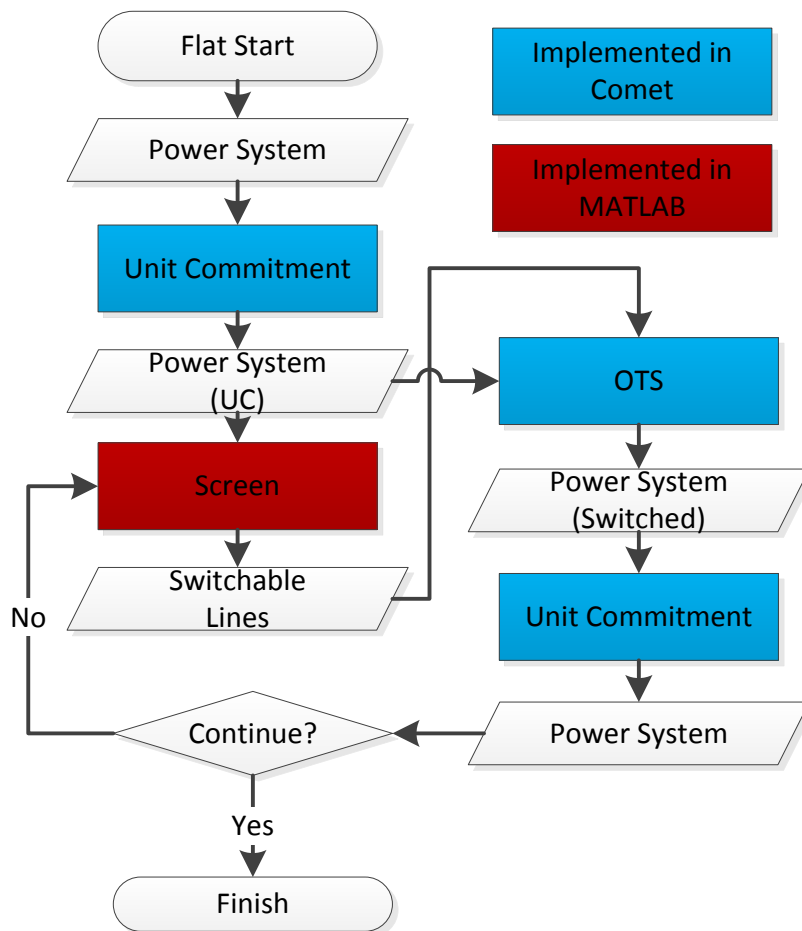 Flat Start
Implemented in
Comet
Power System
Implemented in
MATLAB
Unit Commitment
Power System
(UC)
OTS
Screen
Power System
(Switched)
Switchable
Lines
No
Unit Commitment
Continue?
Power System
Yes
Finish